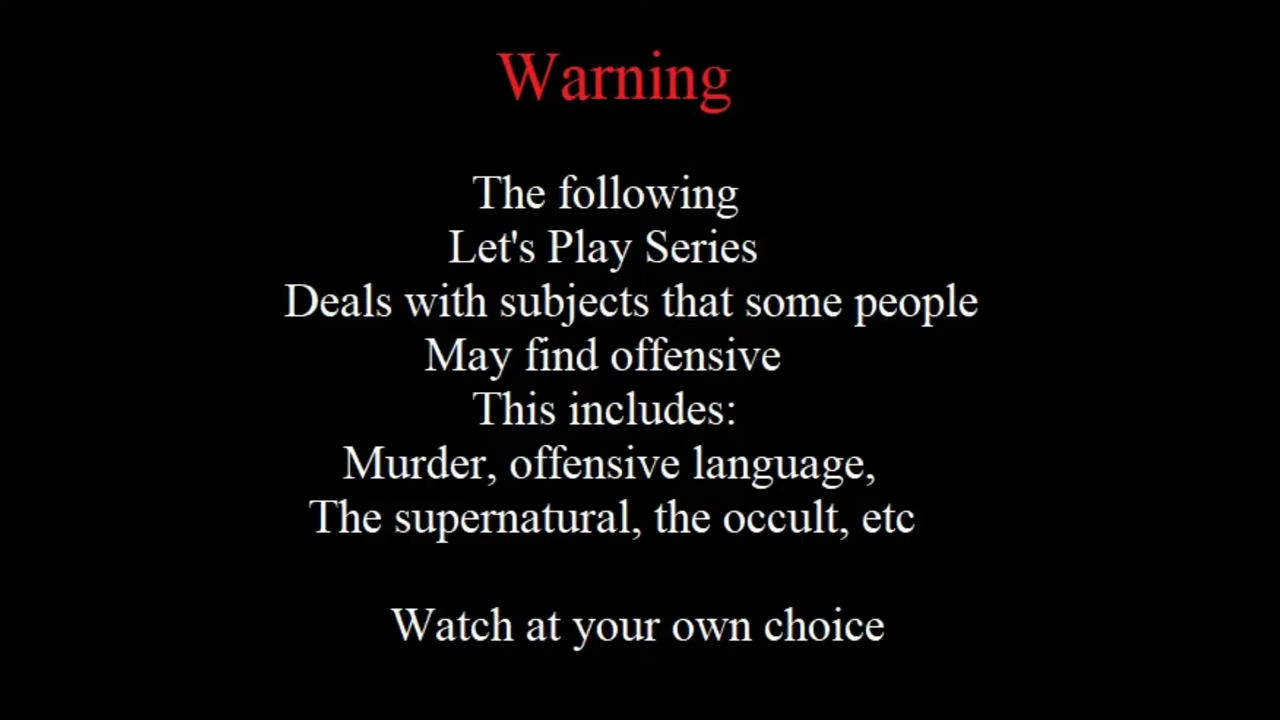 Warning
The following
Let's Play Series
Deals with subjects that some people
May find offensive
This includes:
Murder, offensive language,
The supernatural, the occult, etc
Watch at your own choice